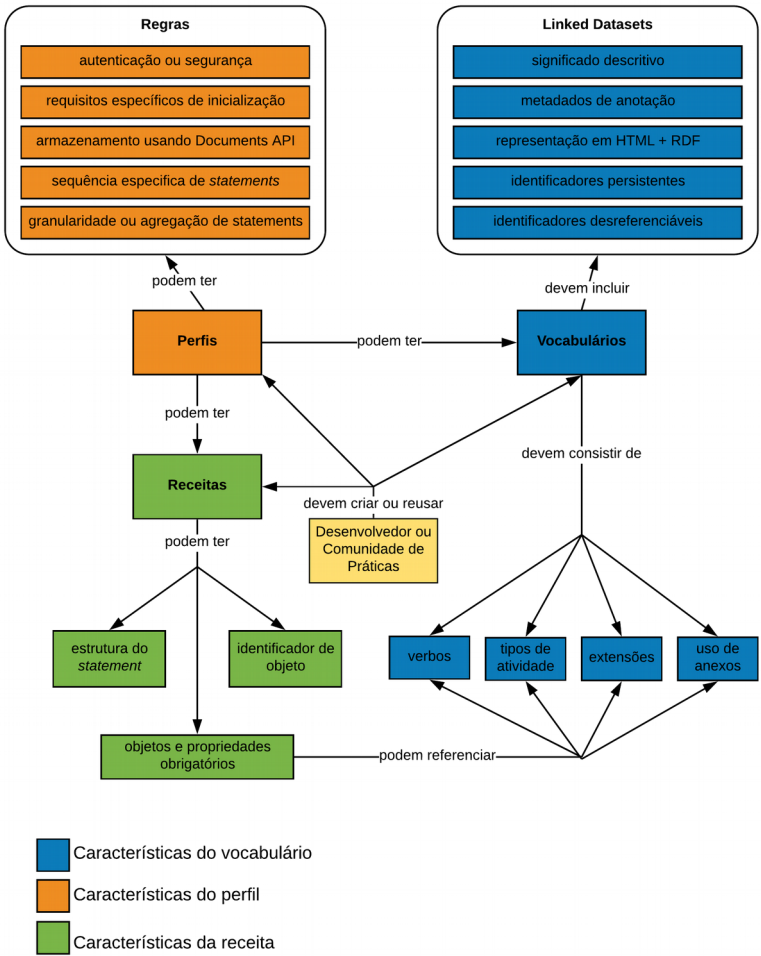 Regras
autenticação ou segurança
requisitos específicos de inicialização
armazenamento usando Documents API
sequência especifica de statements
granularidade ou agregação de statements
Linked Datasets
significado descritivo
metadados de anotação
representação em HTML + RDF
identificadores persistentes
identificadores desreferenciáveis
podem ter
devem incluir
Perfis
podem ter
Vocabulários
podem ter
devem consistir de
Receitas
devem criar ou reusar
Desenvolvedor ou
Comunidade de
Práticas
podem ter
estrutura do
statement
identificador de
objeto
verbos
tipos de
atividade
extensões
uso de
anexos
objetos e propriedades
obrigatórios
podem referenciar
Características do vocabulário
Características do perfil
Características da receita